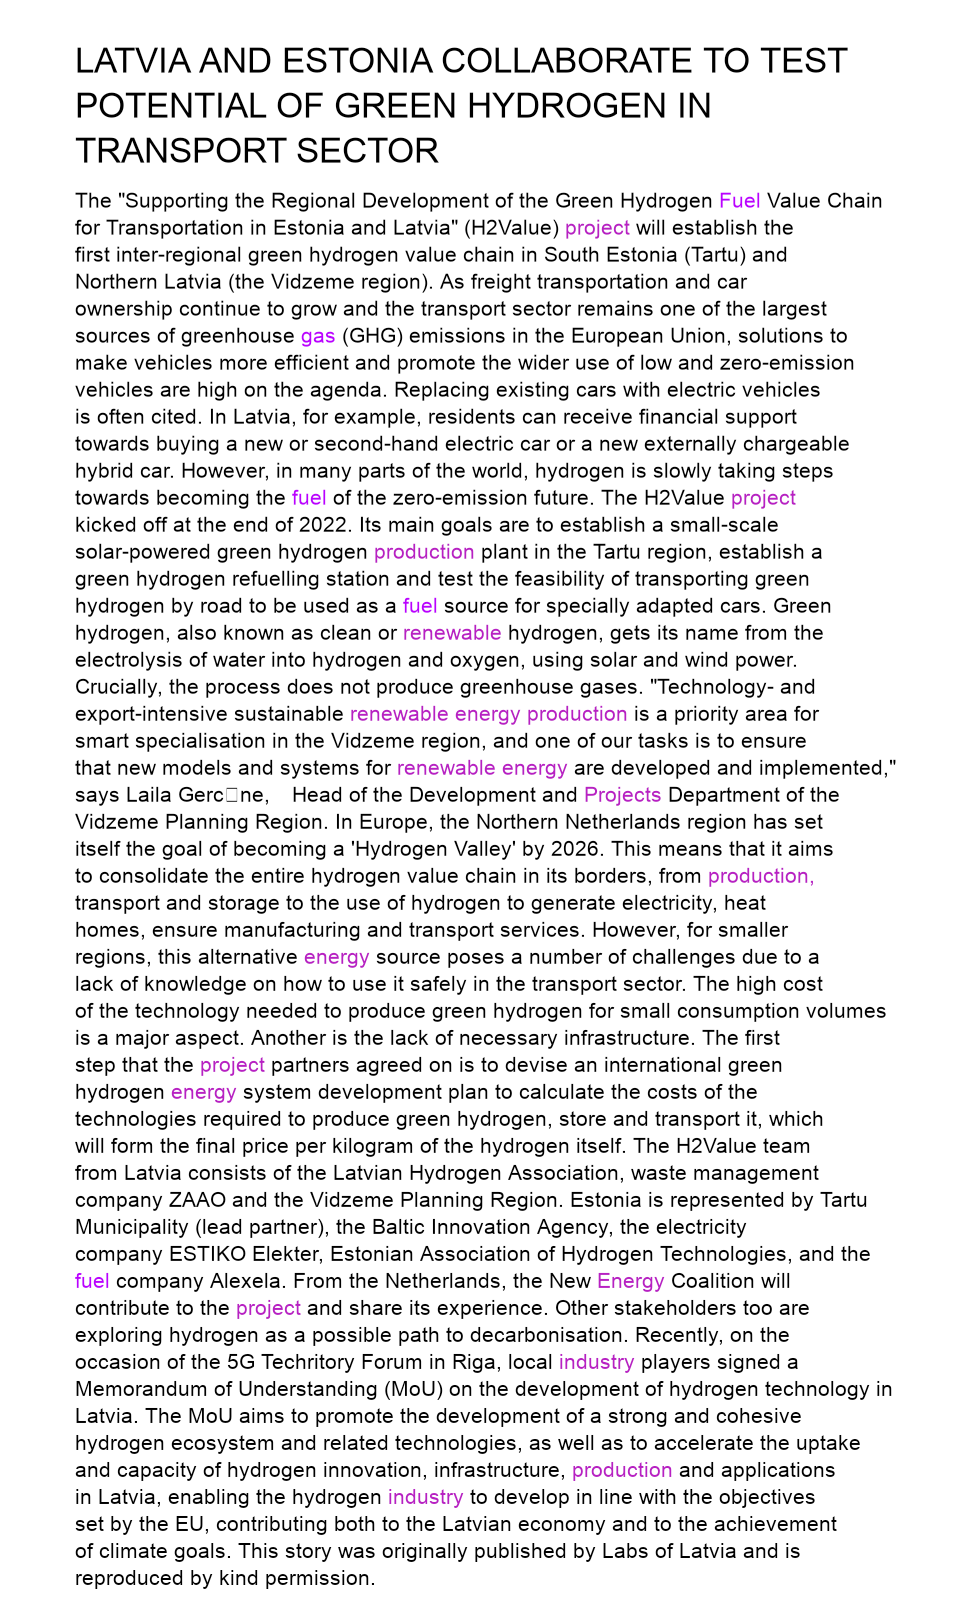 LATVIA AND ESTONIA COLLABORATE TO TEST
POTENTIAL OF GREEN HYDROGEN IN
TRANSPORT SECTOR
The "Supporting the Regional Development of the Green Hydrogen Fuel Value Chain
for Transportation in Estonia and Latvia" (H2Value) project will establish the
first inter-regional green hydrogen value chain in South Estonia (Tartu) and
Northern Latvia (the Vidzeme region). As freight transportation and car
ownership continue to grow and the transport sector remains one of the largest
sources of greenhouse gas (GHG) emissions in the European Union, solutions to
make vehicles more efficient and promote the wider use of low and zero-emission
vehicles are high on the agenda. Replacing existing cars with electric vehicles
is often cited. In Latvia, for example, residents can receive financial support
towards buying a new or second-hand electric car or a new externally chargeable
hybrid car. However, in many parts of the world, hydrogen is slowly taking steps
towards becoming the fuel of the zero-emission future. The H2Value project
kicked off at the end of 2022. Its main goals are to establish a small-scale
solar-powered green hydrogen production plant in the Tartu region, establish a
green hydrogen refuelling station and test the feasibility of transporting green
hydrogen by road to be used as a fuel source for specially adapted cars. Green
hydrogen, also known as clean or renewable hydrogen, gets its name from the
electrolysis of water into hydrogen and oxygen, using solar and wind power.
Crucially, the process does not produce greenhouse gases. "Technology- and
export-intensive sustainable renewable energy production is a priority area for
smart specialisation in the Vidzeme region, and one of our tasks is to ensure
that new models and systems for renewable energy are developed and implemented,"
says Laila Gerc□ne, Head of the Development and Projects Department of the
Vidzeme Planning Region. In Europe, the Northern Netherlands region has set
itself the goal of becoming a 'Hydrogen Valley' by 2026. This means that it aims
to consolidate the entire hydrogen value chain in its borders, from production,
transport and storage to the use of hydrogen to generate electricity, heat
homes, ensure manufacturing and transport services. However, for smaller
regions, this alternative energy source poses a number of challenges due to a
lack of knowledge on how to use it safely in the transport sector. The high cost
of the technology needed to produce green hydrogen for small consumption volumes
is a major aspect. Another is the lack of necessary infrastructure. The first
step that the project partners agreed on is to devise an international green
hydrogen energy system development plan to calculate the costs of the
technologies required to produce green hydrogen, store and transport it, which
will form the final price per kilogram of the hydrogen itself. The H2Value team
from Latvia consists of the Latvian Hydrogen Association, waste management
company ZAAO and the Vidzeme Planning Region. Estonia is represented by Tartu
Municipality (lead partner), the Baltic Innovation Agency, the electricity
company ESTIKO Elekter, Estonian Association of Hydrogen Technologies, and the
fuel company Alexela. From the Netherlands, the New Energy Coalition will
contribute to the project and share its experience. Other stakeholders too are
exploring hydrogen as a possible path to decarbonisation. Recently, on the
occasion of the 5G Techritory Forum in Riga, local industry players signed a
Memorandum of Understanding (MoU) on the development of hydrogen technology in
Latvia. The MoU aims to promote the development of a strong and cohesive
hydrogen ecosystem and related technologies, as well as to accelerate the uptake
and capacity of hydrogen innovation, infrastructure, production and applications
in Latvia, enabling the hydrogen industry to develop in line with the objectives
set by the EU, contributing both to the Latvian economy and to the achievement
of climate goals. This story was originally published by Labs of Latvia and is
reproduced by kind permission.